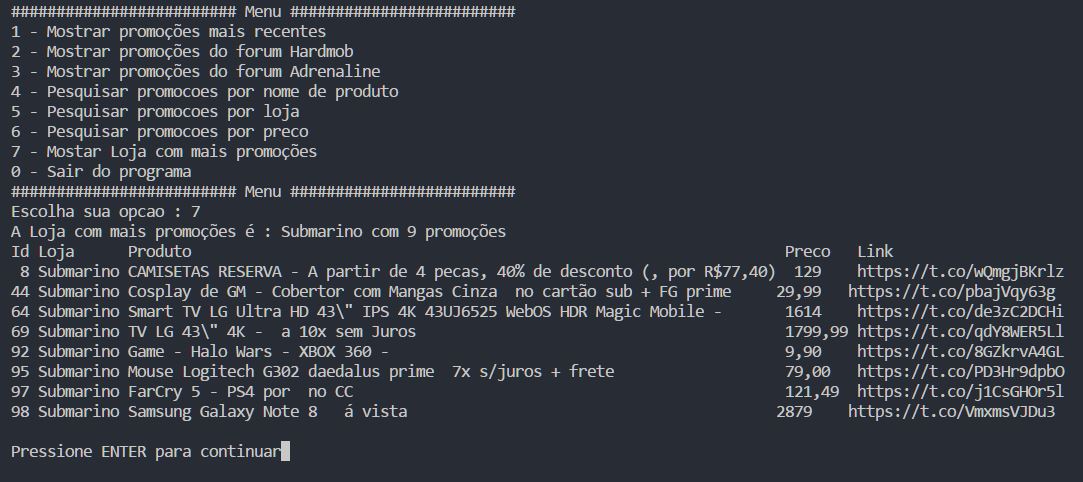 ######################### Menu #########################
1 - Mostrar promoções mais recentes
2 - Mostrar promoções do forum Hardmob
3 - Mostrar promoções do forum Adrenaline
4 - Pesquisar promocoes por nome de produto
5 - Pesquisar promocoes por loja
6 - Pesquisar promocoes por preco
7 - Mostar Loja com mais promoções
0 - Sair do programa
######################### Menu #########################
Escolha sua opcao : 7
A Loja com mais promoções é : Submarino com 9 promoções
Id Loja Produto Preco Link
8 Submarino CAMISETAS RESERVA - A partir de 4 pecas, 40% de desconto (, por R$77,40) 129 https://t.co/wQmgjBKrlz
44 Submarino Cosplay de GM - Cobertor com Mangas Cinza no cartão sub + FG prime 29,99 https://t.co/pbajVqy63g
64 Submarino Smart TV LG Ultra HD 43\" IPS 4K 43UJ6525 WebOS HDR Magic Mobile - 1614 https://t.co/de3zC2DCHi
69 Submarino TV LG 43\" 4K - a 10x sem Juros 1799,99 https://t.co/qdY8WER5Ll
92 Submarino Game - Halo Wars - XBOX 360 - 9,90 https://t.co/8GZkrvA4GL
95 Submarino Mouse Logitech G302 daedalus prime 7x s/juros + frete 79,00 https://t.co/PD3Hr9dpbO
97 Submarino FarCry 5 - PS4 por no CC 121,49 https://t.co/j1CsGHOr5l
98 Submarino Samsung Galaxy Note 8 á vista 2879 https://t.co/VmxmsVJDu3
Pressione ENTER para continuar